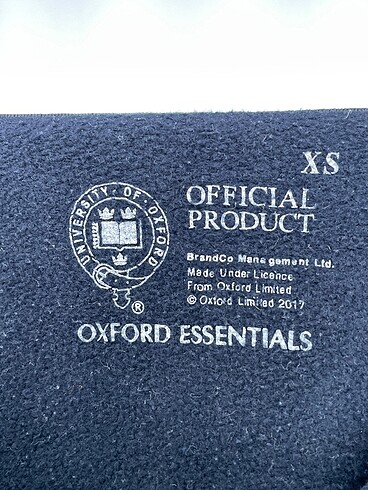 XS
UNIVERSITY · OF · OXFORD
OFFICIAL
PRODUCT
BrandCo Management Ltd.
Made Under Licence
From Oxford Limited
© Oxford Limited 2017
®
OXFORD ESSENTIALS